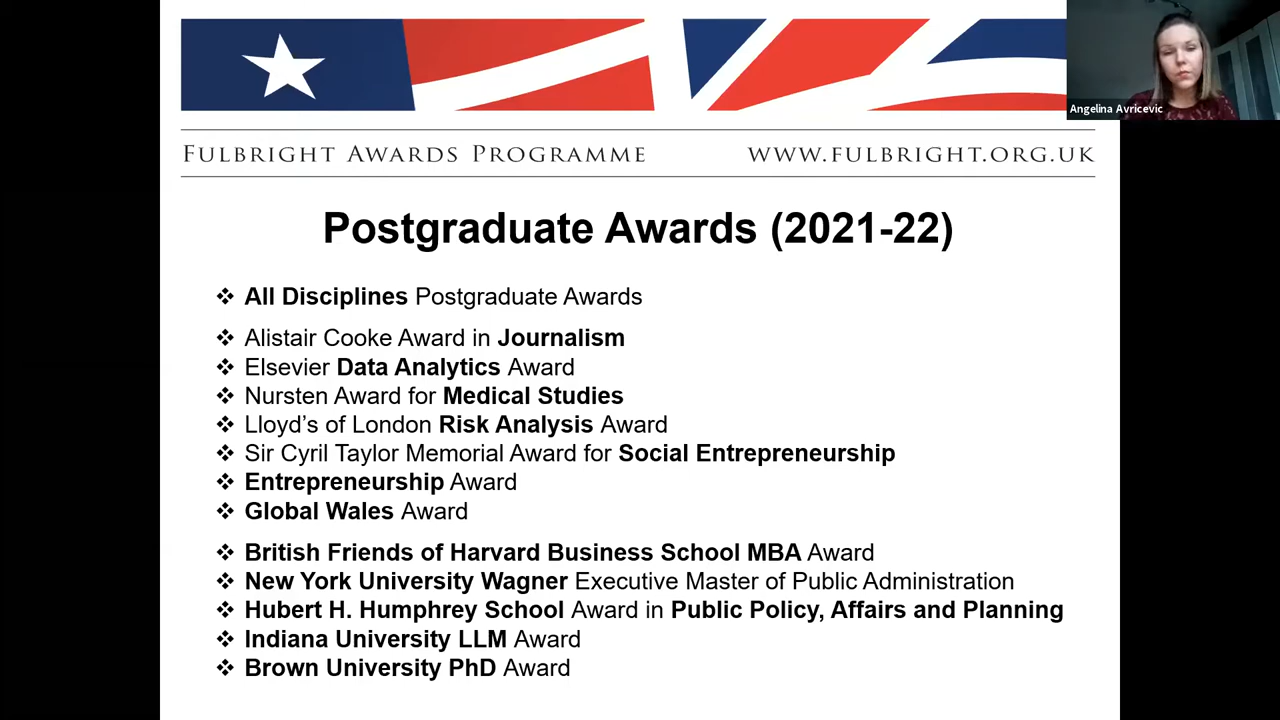 Angelina Avricevic
FULBRIGHT AWARDS PROGRAMME
WWW.FULBRIGHT.ORG.UK
Postgraduate Awards (2021-22)
❖ All Disciplines Postgraduate Awards
❖ Alistair Cooke Award in Journalism
❖ Elsevier Data Analytics Award
❖ Nursten Award for Medical Studies
❖ Lloyd’s of London Risk Analysis Award
❖ Sir Cyril Taylor Memorial Award for Social Entrepreneurship
❖ Entrepreneurship Award
❖ Global Wales Award
❖ British Friends of Harvard Business School MBA Award
❖ New York University Wagner Executive Master of Public Administration
❖ Hubert H. Humphrey School Award in Public Policy, Affairs and Planning
❖ Indiana University LLM Award
❖ Brown University PhD Award